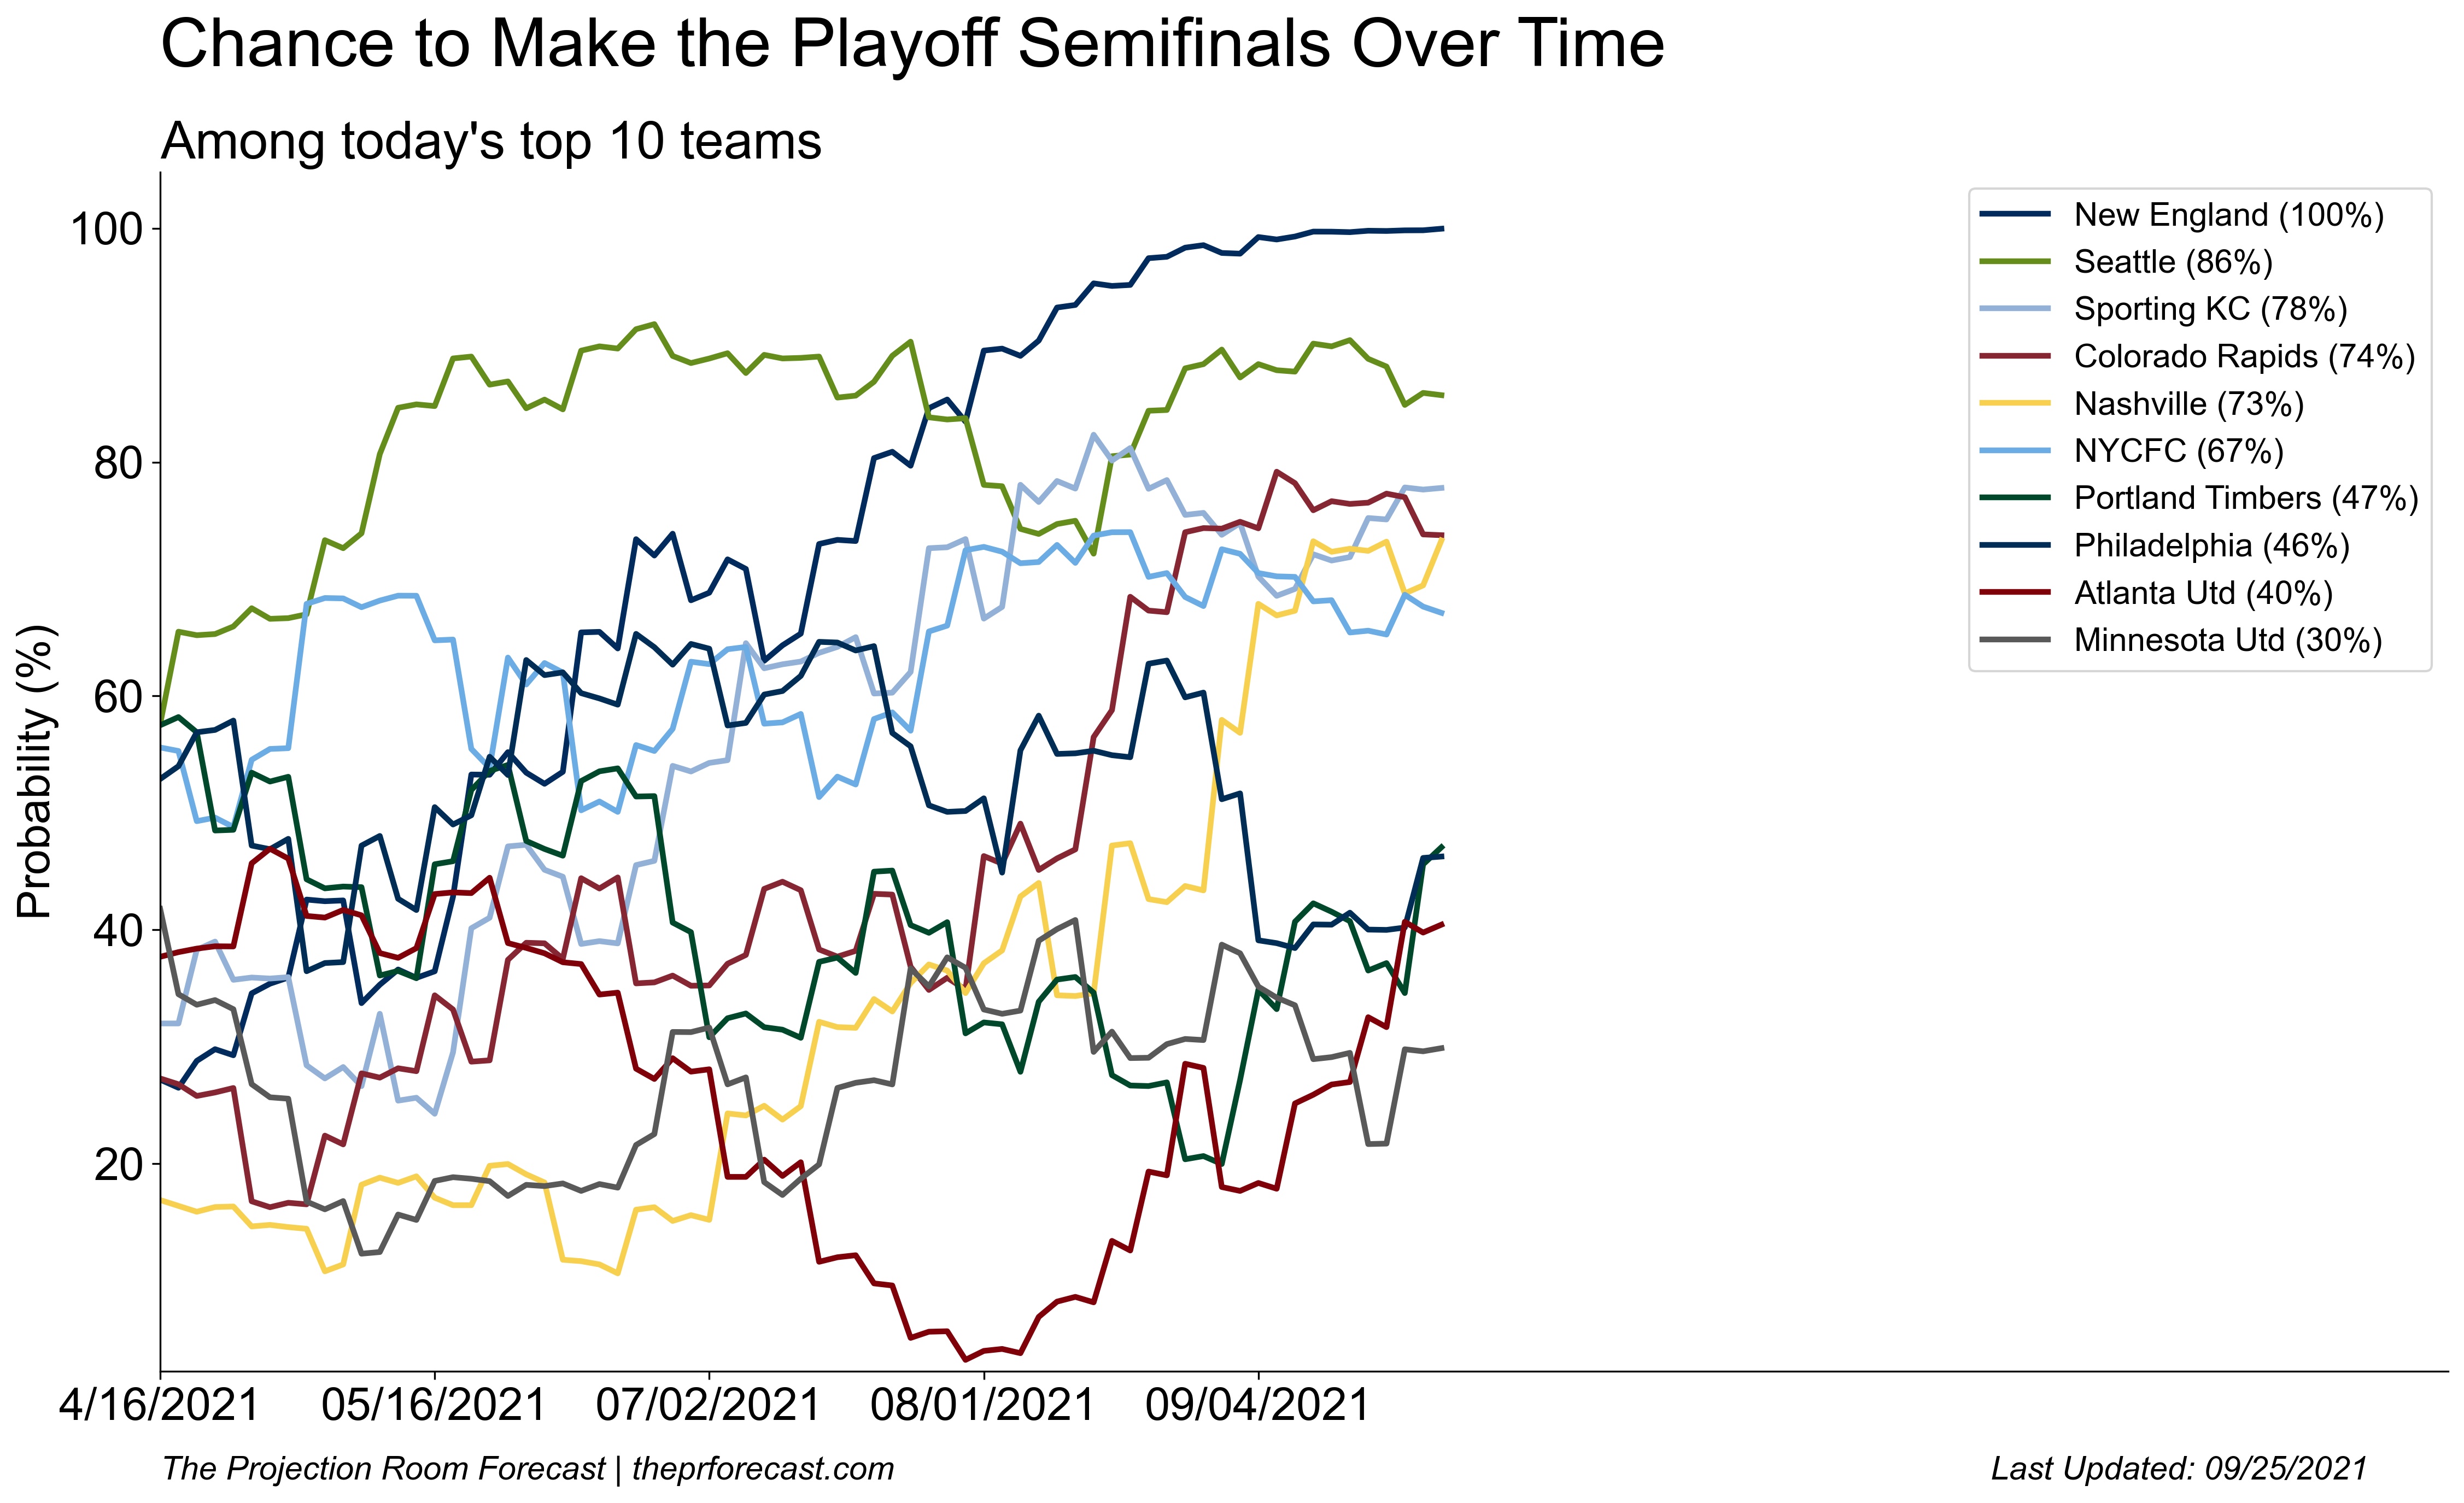 Chance to Make the Playoff Semifinals Over Time
Among today's top 10 teams
Probability (%)
100
80
60
40
20
4/16/2021 05/16/2021 07/02/2021 08/01/2021 09/04/2021
New England (100%)
Seattle (86%)
Sporting KC (78%)
Colorado Rapids (74%)
Nashville (73%)
NYCFC (67%)
Portland Timbers (47%)
Philadelphia (46%)
Atlanta Utd (40%)
Minnesota Utd (30%)
The Projection Room Forecast | theprforecast.com
Last Updated: 09/25/2021